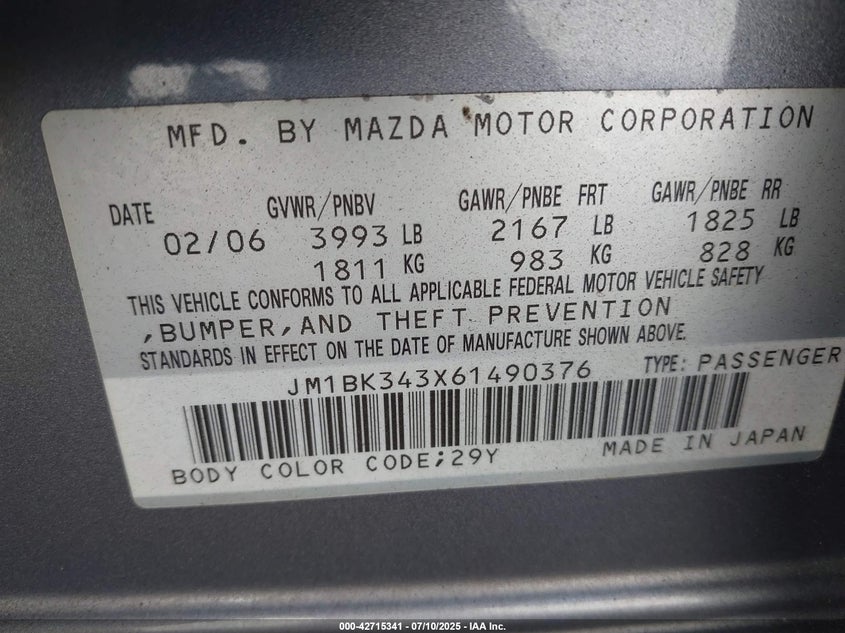 MFD. BY MAZDA MOTOR CORPORATION
DATE GVWR/PNBV GAWR/PNBE FRT GAWR/PNBE RR
02/06 3993 LB 2167 LB 1825 LB
1811 KG 983 KG 828 KG
THIS VEHICLE CONFORMS TO ALL APPLICABLE FEDERAL MOTOR VEHICLE SAFETY
,BUMPER,AND THEFT PREVENTION
STANDARDS IN EFFECT ON THE DATE OF MANUFACTURE SHOWN ABOVE.
JM1BK343X61490376 TYPE: PASSENGER
BODY COLOR CODE;29Y MADE IN JAPAN
000-42715341 - 07/10/2025 - IAA Inc.